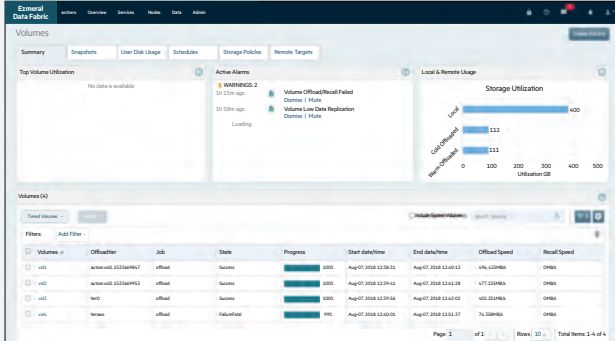 Ezmeral
Data Fabric
Overview Services Nodes Data Admin
Volumes
Create Volume
Summary Snapshots User Disk Usage Schedules Storage Policies Remote Targets
Top Volume Utilization
No data is available
Active Alarms
WARNINGS: 2
1h 15m ago Volume Offload/Recall Failed
Dismiss | Mute
1h 58m ago Volume Low Data Replication
Dismiss | Mute
Loading
Local & Remote Usage
Storage Utilization
Local 400
Cold Offloaded 112
Warm Offloaded 111
0 100 200 300 400 500
Utilization GB
Volumes (4)
Tiered Volumes Include System Volumes
Filters: Add Filter
Volumes Offloadtier Job State Progress Start date/time End date/time Offload Speed Recall Speed
vol1 offload Success 100% Aug-07, 2018 12:38:31 Aug-07, 2018 12:40:13 0MB/s
vol2 offload Success 100% Aug-07, 2018 12:39:41 Aug-07, 2018 12:41:28 0MB/s
vol3 tier0 offload Success 100% Aug-07, 2018 12:39:56 Aug-07, 2018 12:42:02 0MB/s
vol4 tieraws offload FailureFatal 99% Aug-07, 2018 12:40:01 Aug-07, 2018 12:51:37 0MB/s
Page 1 of 1 Rows 10 Total Items: 1-4 of 4